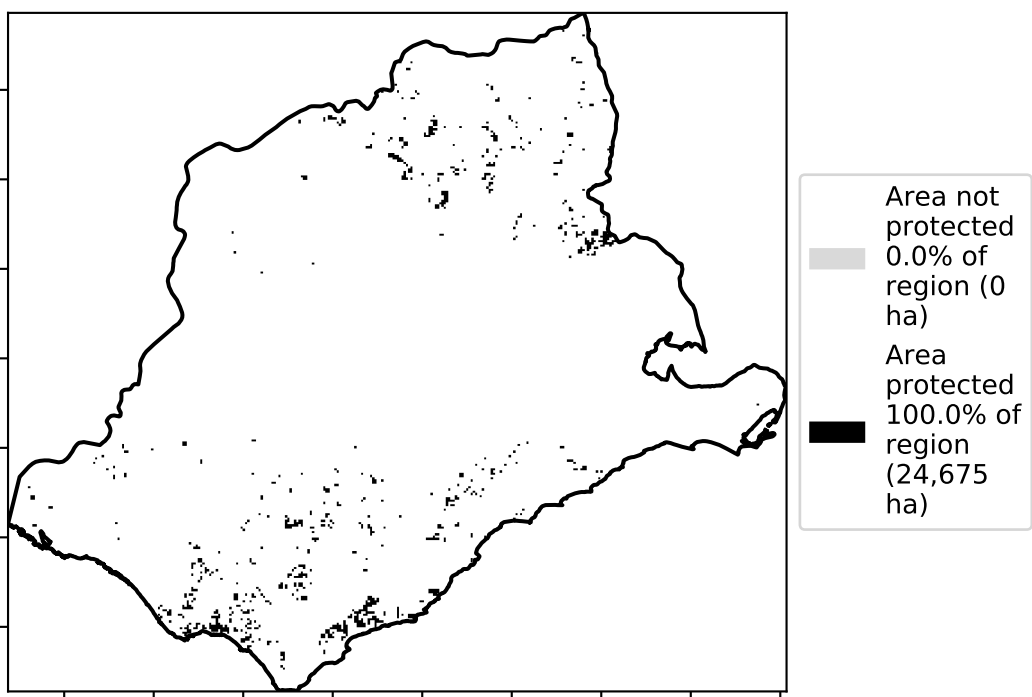 Area not
protected
0.0% of
region (0
ha)
Area
protected
100.0% of
region
(24,675
ha)